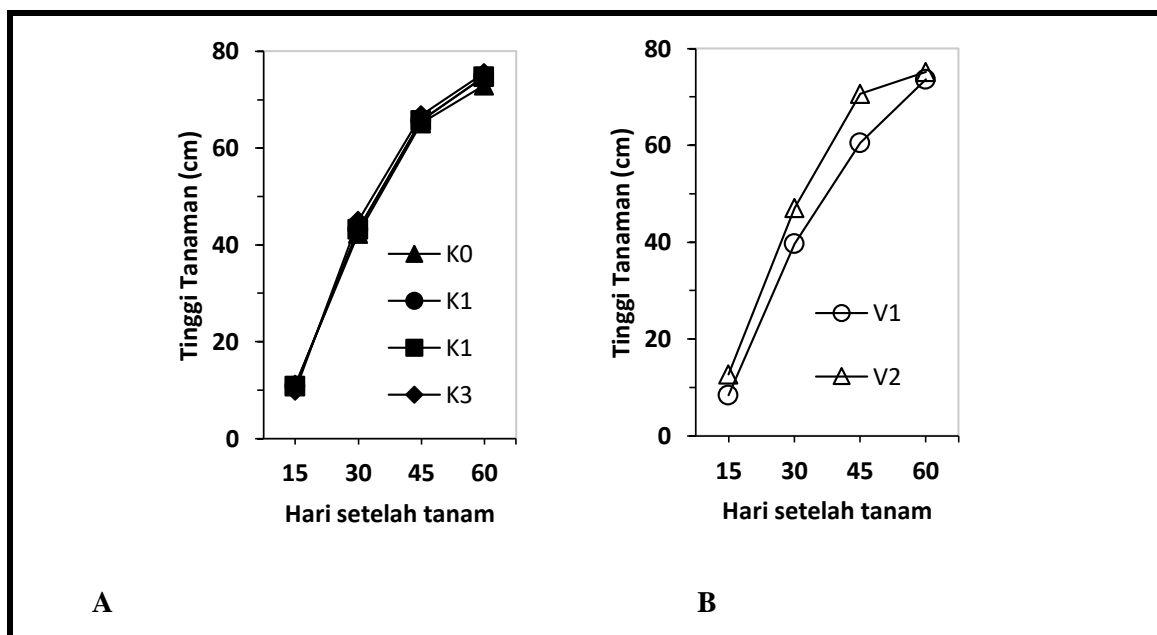 Tinggi Tanaman (cm)
80
60
40
20
0
15 30 45 60
Hari setelah tanam
K0
K1
K1
K3
A
Tinggi Tanaman (cm)
80
60
40
20
0
15 30 45 60
Hari setelah tanam
V1
V2
B